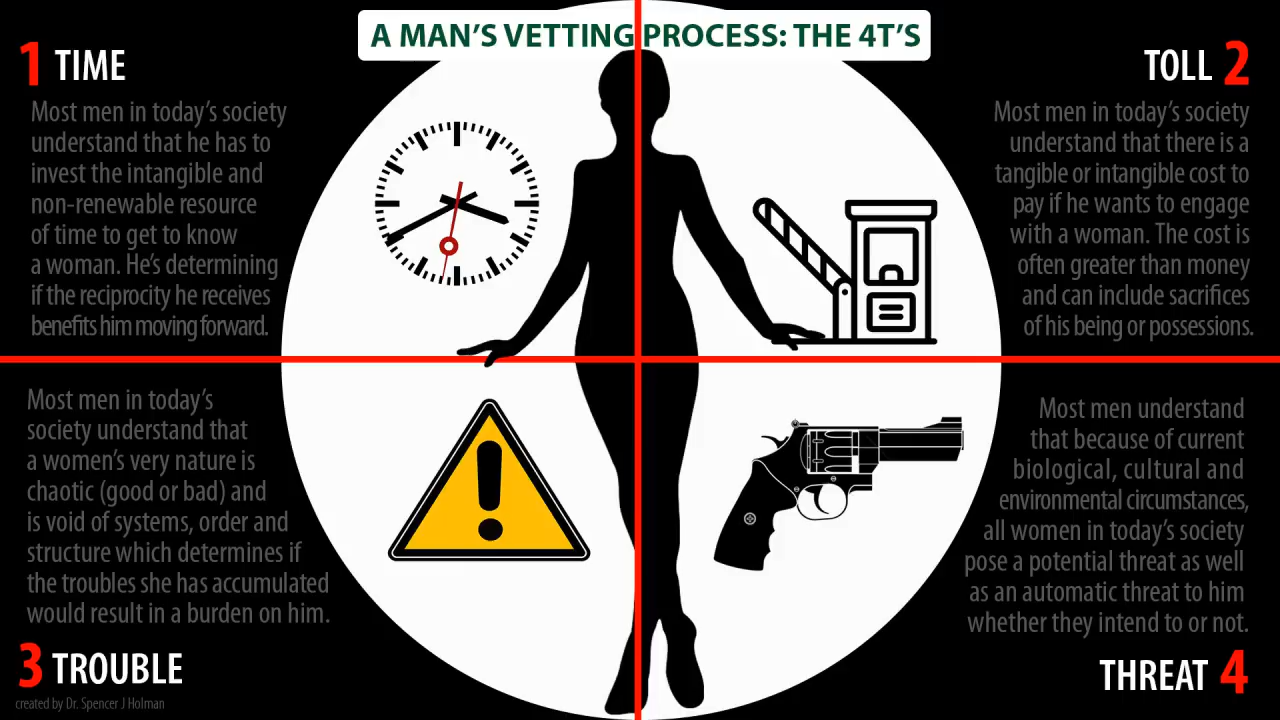 A MAN'S VETTING PROCESS: THE 4T'S
1 TIME
Most men in today's society
understand that he has to
invest the intangible and
non-renewable resource
of time to get to know
a woman. He's determining
if the reciprocity he receives
benefits him moving forward.
TOLL 2
Most men in today's society
understand that there is a
tangible or intangible cost to
pay if he wants to engage
with a woman. The cost is
often greater than money
and can include sacrifices
of his being or possessions.
Most men in today's
society understand that
a women's very nature is
chaotic (good or bad) and
is void of systems, order and
structure which determines if
the troubles she has accumulated
would result in a burden on him.
3 TROUBLE
created by Dr. Spencer J Holman
Most men understand
that because of current
biological, cultural and
environmental circumstances,
all women in today's society
pose a potential threat as well
as an automatic threat to him
whether they intend to or not.
THREAT 4